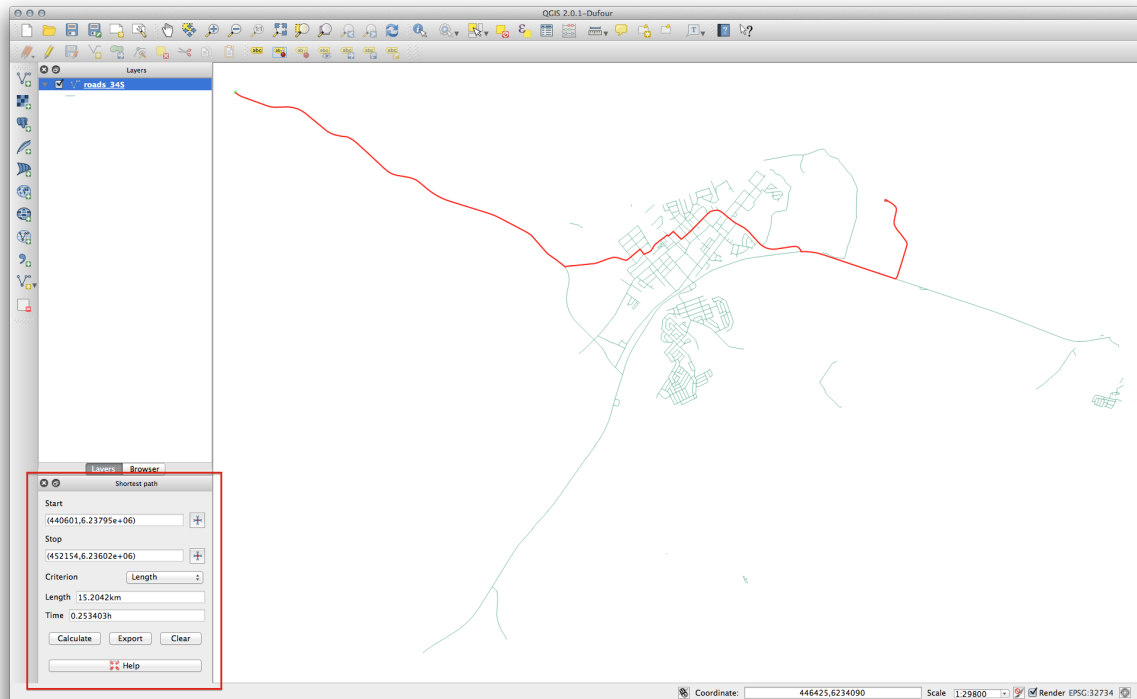 QGIS 2.0.1-Dufour
Layers
roads_34S
Layers Browser
Shortest path
Start
(440601,6.23795e+06)
Stop
(452154,6.23602e+06)
Criterion Length
Length 15.2042km
Time 0.253403h
Calculate Export Clear
Help
Coordinate: 446425,6234090 Scale 1:29800 Render EPSG:32734